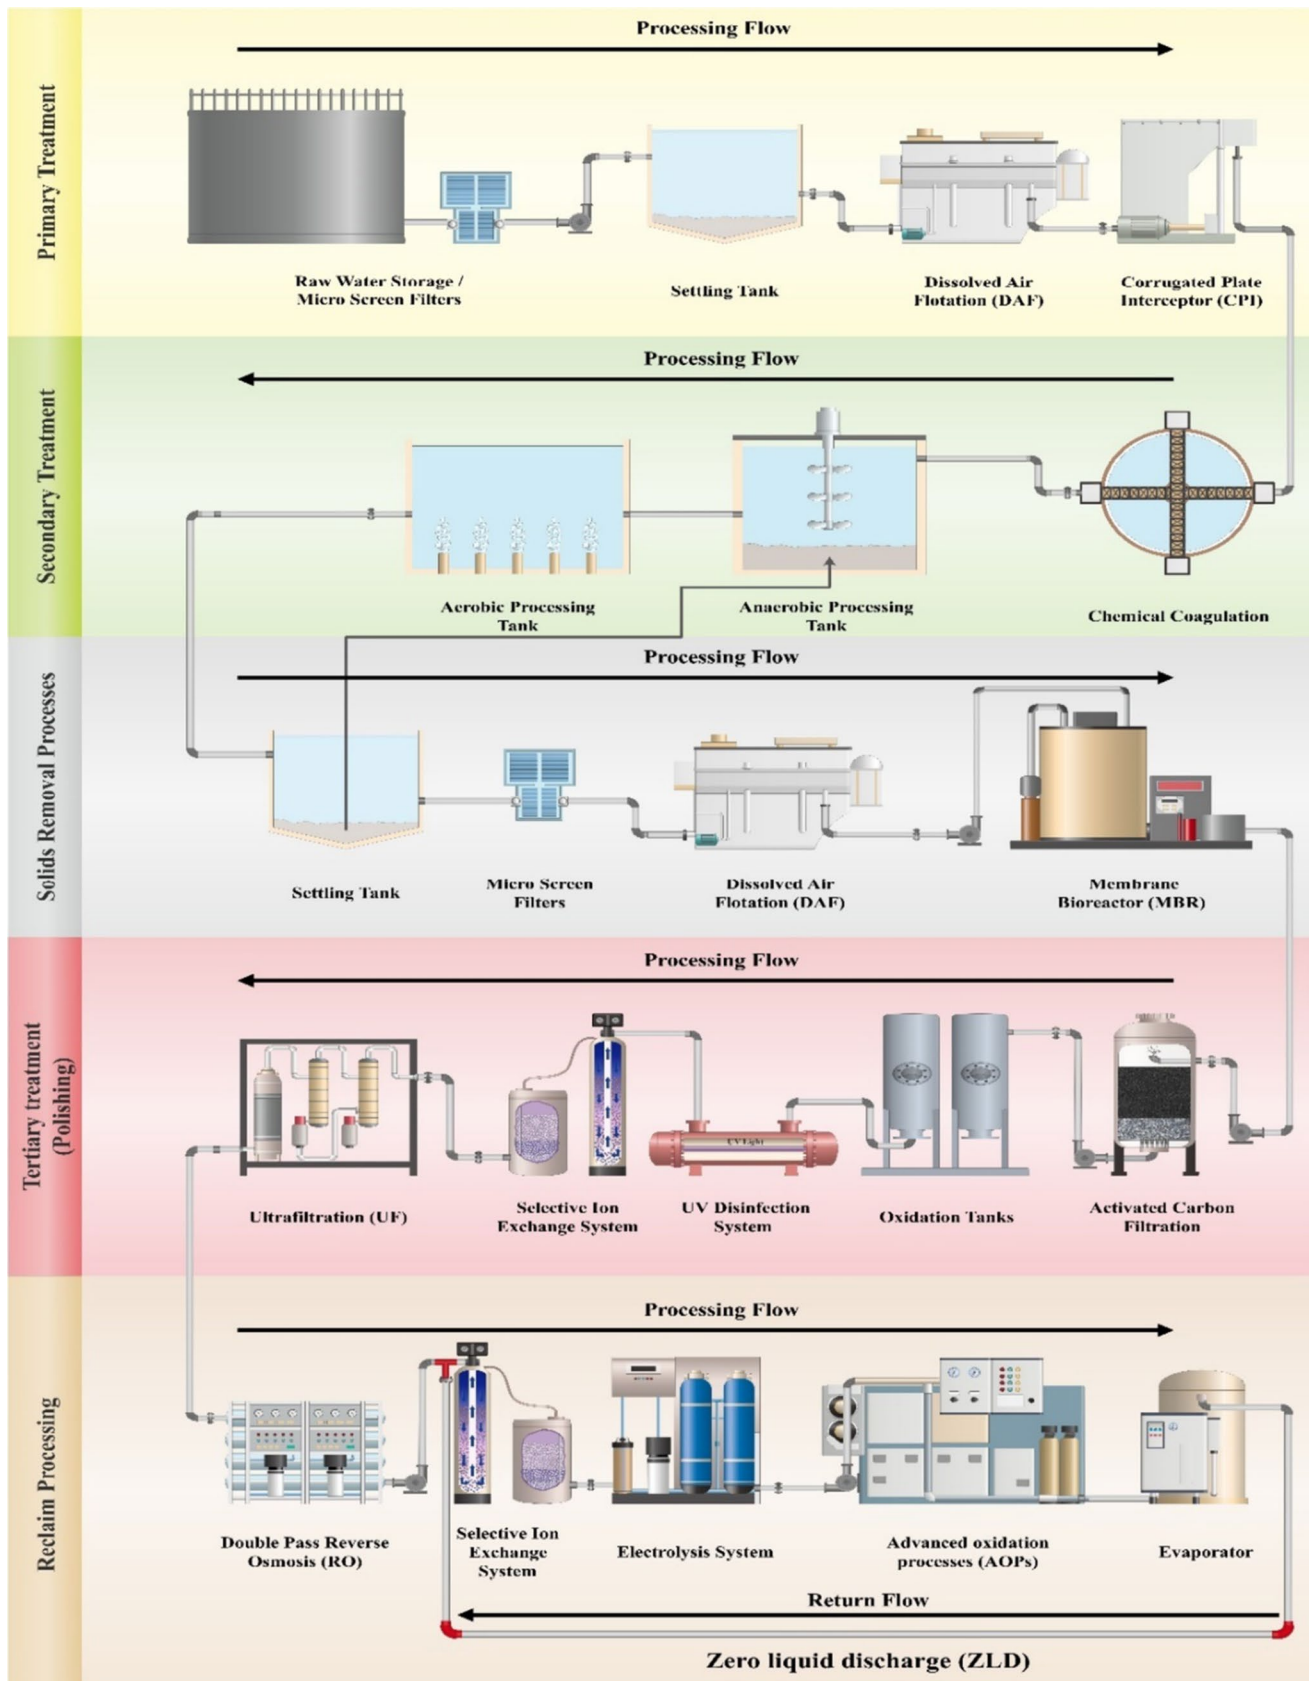 Processing Flow
Primary Treatment
Raw Water Storage /
Micro Screen Filters
Settling Tank
Dissolved Air
Flotation (DAF)
Corrugated Plate
Interceptor (CPI)
Processing Flow
Secondary Treatment
Aerobic Processing
Tank
Anaerobic Processing
Tank
Chemical Coagulation
Processing Flow
Solids Removal Processes
Settling Tank
Micro Screen
Filters
Dissolved Air
Flotation (DAF)
Membrane
Bioreactor (MBR)
Processing Flow
Tertiary treatment
(Polishing)
UV Light
Ultrafiltration (UF)
Selective Ion
Exchange System
UV Disinfection
System
Oxidation Tanks
Activated Carbon
Filtration
Processing Flow
Reclaim Processing
Double Pass Reverse
Osmosis (RO)
Selective Ion
Exchange
System
Electrolysis System
Advanced oxidation
processes (AOPs)
Evaporator
Return Flow
Zero liquid discharge (ZLD)